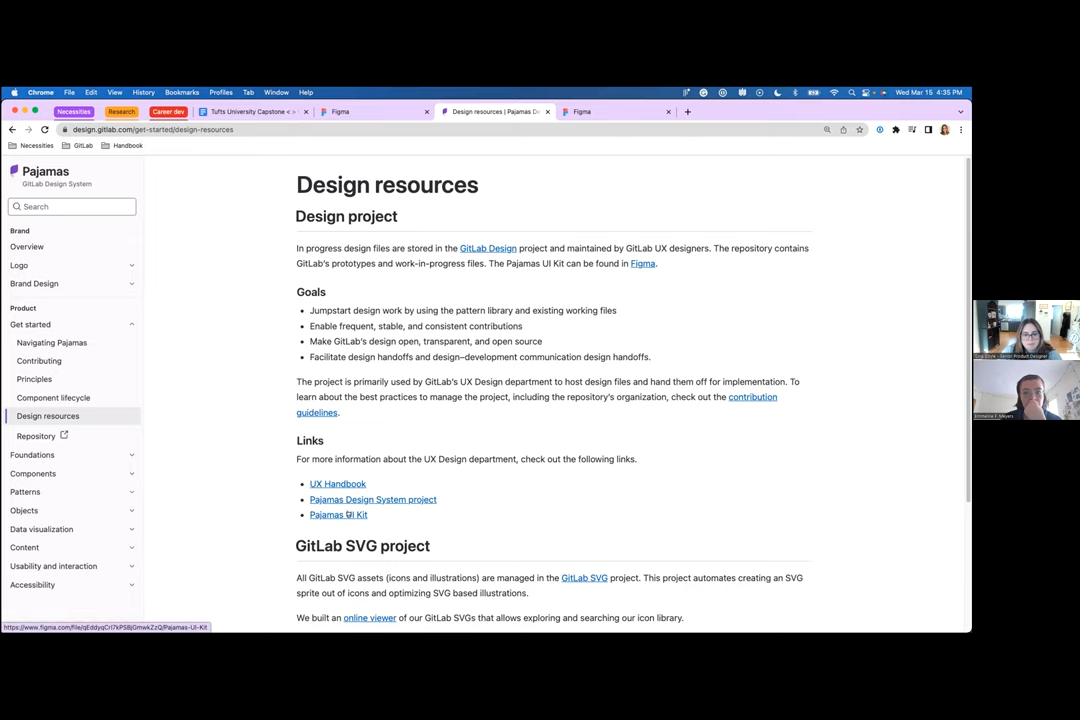 Chrome File Edit View History Bookmarks Profiles Tab Window Help
Wed Mar 15 4:35 PM
Necessities Research Career dev Tufts University Capstone < > Figma Design resources | Pajamas De Figma
design.gitlab.com/get-started/design-resources
Necessities GitLab Handbook
Pajamas
GitLab Design System
Search
Brand
Overview
Logo
Brand Design
Product
Get started
Navigating Pajamas
Contributing
Principles
Component lifecycle
Design resources
Repository
Foundations
Components
Patterns
Objects
Data visualization
Content
Usability and interaction
Accessibility
Design resources
Design project
In progress design files are stored in the GitLab Design project and maintained by GitLab UX designers. The repository contains
GitLab's prototypes and work-in-progress files. The Pajamas UI Kit can be found in Figma.
Goals
Jumpstart design work by using the pattern library and existing working files
Enable frequent, stable, and consistent contributions
Make GitLab's design open, transparent, and open source
Facilitate design handoffs and design–development communication design handoffs.
The project is primarily used by GitLab's UX Design department to host design files and hand them off for implementation. To
learn about the best practices to manage the project, including the repository's organization, check out the contribution
guidelines.
Links
For more information about the UX Design department, check out the following links.
UX Handbook
Pajamas Design System project
Pajamas UI Kit
GitLab SVG project
All GitLab SVG assets (icons and illustrations) are managed in the GitLab SVG project. This project automates creating an SVG
sprite out of icons and optimizing SVG based illustrations.
We built an online viewer of our GitLab SVGs that allows exploring and searching our icon library.
- Senior Product Designer
Emmeline F. Meyers